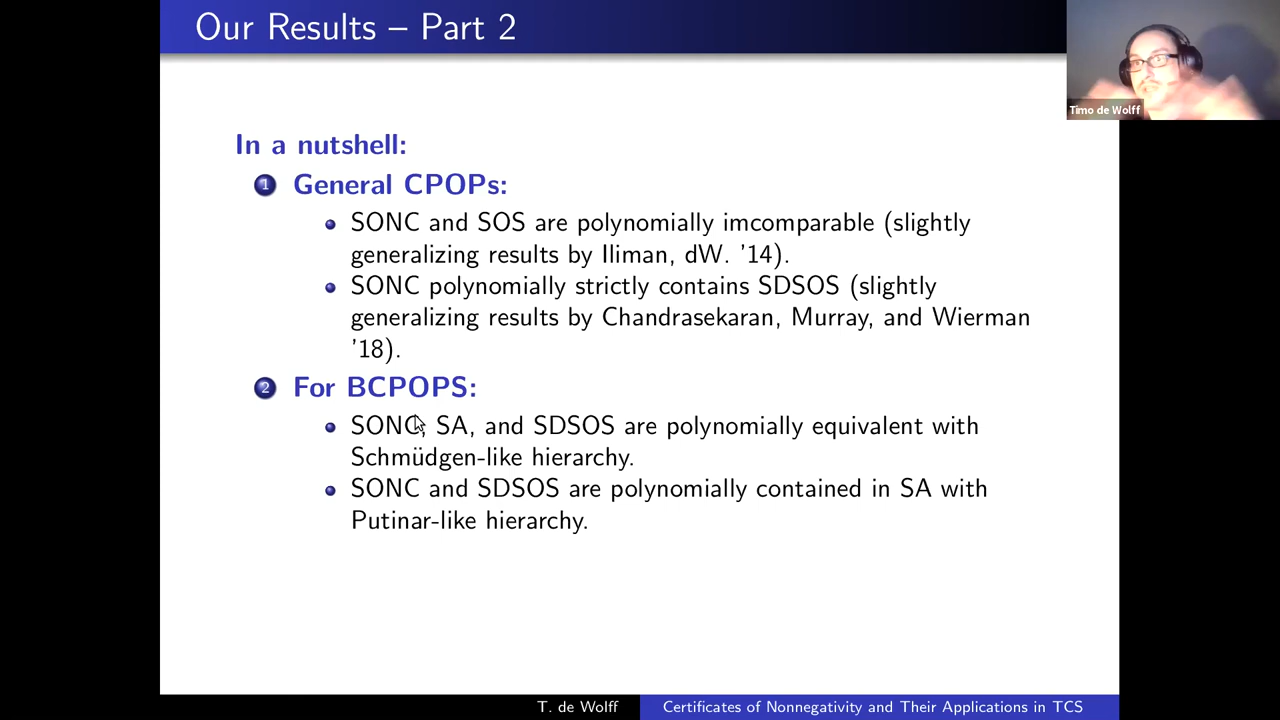 Our Results – Part 2
Timo de Wolff
In a nutshell:
1 General CPOPs:
SONC and SOS are polynomially imcomparable (slightly
generalizing results by Iliman, dW. '14).
SONC polynomially strictly contains SDSOS (slightly
generalizing results by Chandrasekaran, Murray, and Wierman
'18).
2 For BCPOPS:
SONC, SA, and SDSOS are polynomially equivalent with
Schmüdgen-like hierarchy.
SONC and SDSOS are polynomially contained in SA with
Putinar-like hierarchy.
T. de Wolff
Certificates of Nonnegativity and Their Applications in TCS